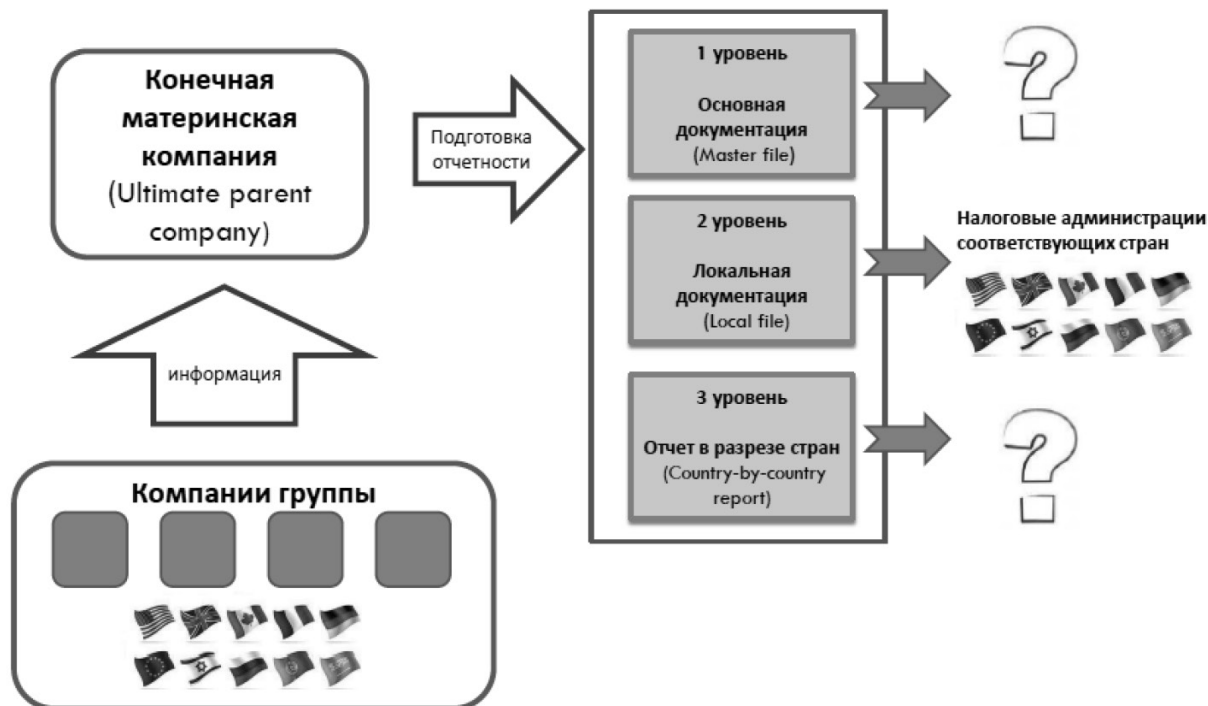 Конечная
материнская
компания
(Ultimate parent
company)
информация
Компании группы
Подготовка
отчетности
1 уровень
Основная
документация
(Master file)
2 уровень
Локальная
документация
(Local file)
3 уровень
Отчет в разрезе стран
(Country-by-country
report)
?
Налоговые администрации
соответствующих стран
?